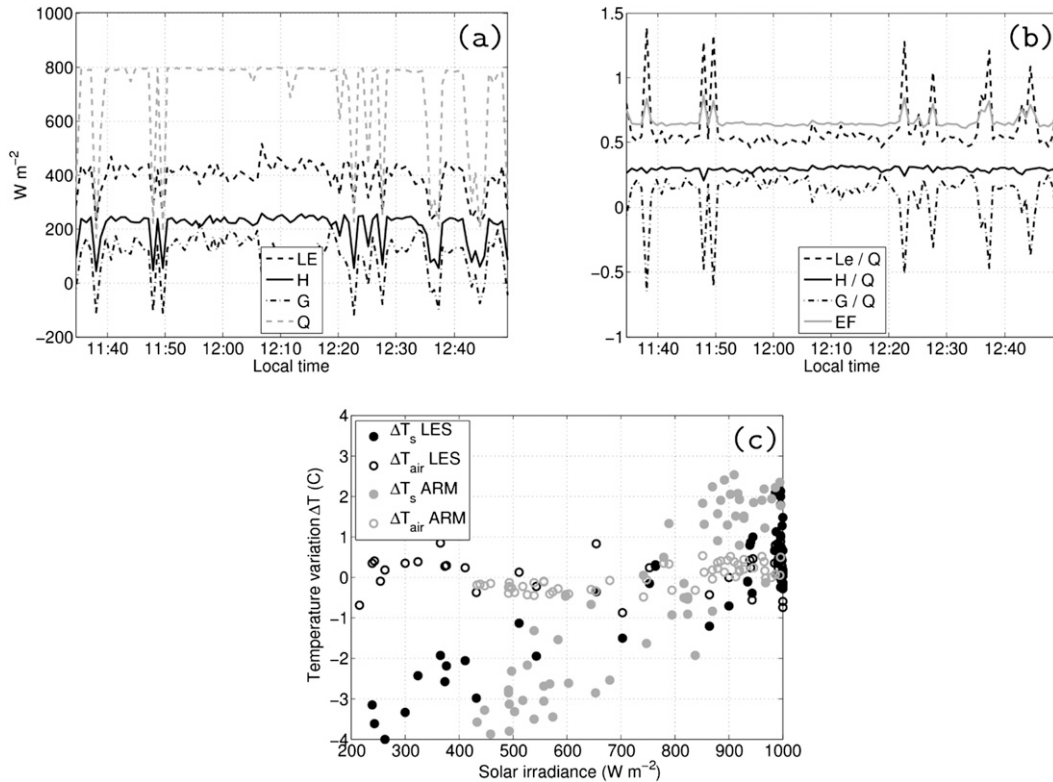 (a)
W m−2
800
600
400
200
0
−200
11:40 11:50 12:00 12:10 12:20 12:30 12:40
Local time
LE
H
G
Q
(b)
1.5
1
0.5
0
−0.5
−1
11:40 11:50 12:00 12:10 12:20 12:30 12:40
Local time
Le / Q
H / Q
G / Q
EF
(c)
Temperature variation ΔT (C)
4
3
2
1
0
−1
−2
−3
−4
200 300 400 500 600 700 800 900 1000
Solar irradiance (W m−2)
ΔTs LES
ΔTair LES
ΔTs ARM
ΔTair ARM